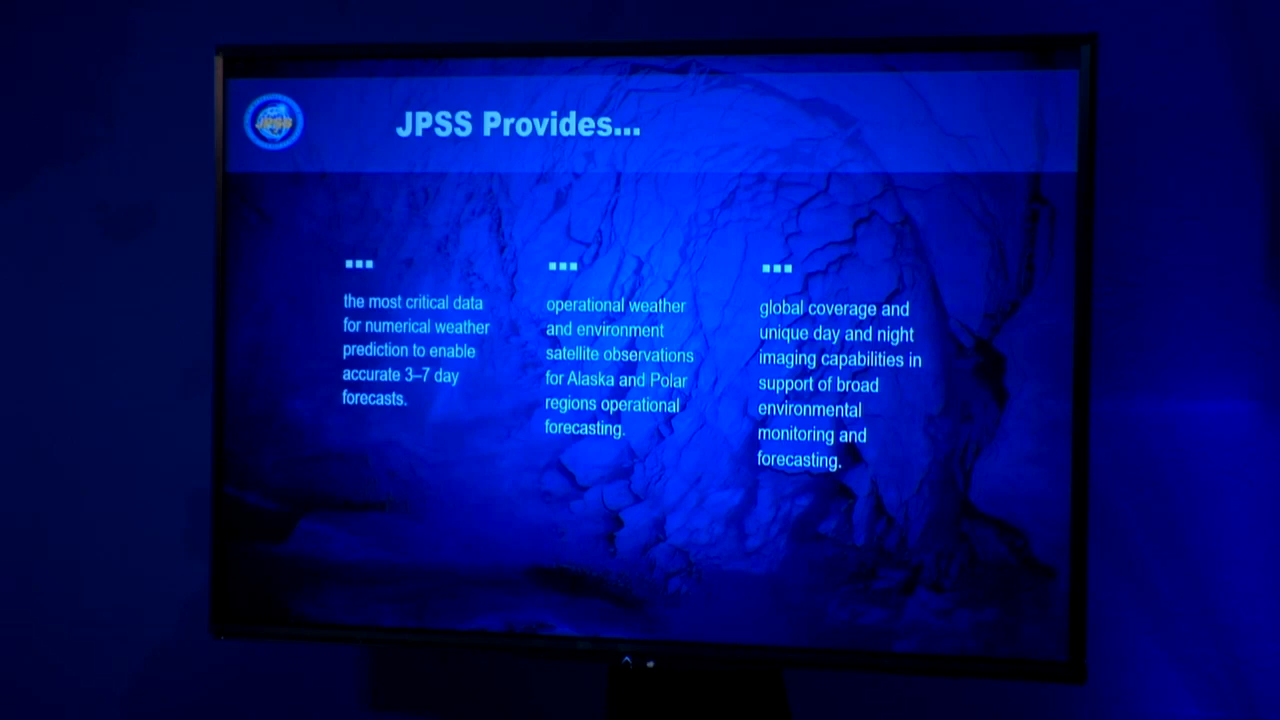 JPSS
JPSS Provides...
the most critical data
for numerical weather
prediction to enable
accurate 3–7 day
forecasts.
operational weather
and environment
satellite observations
for Alaska and Polar
regions operational
forecasting.
global coverage and
unique day and night
imaging capabilities in
support of broad
environmental
monitoring and
forecasting.